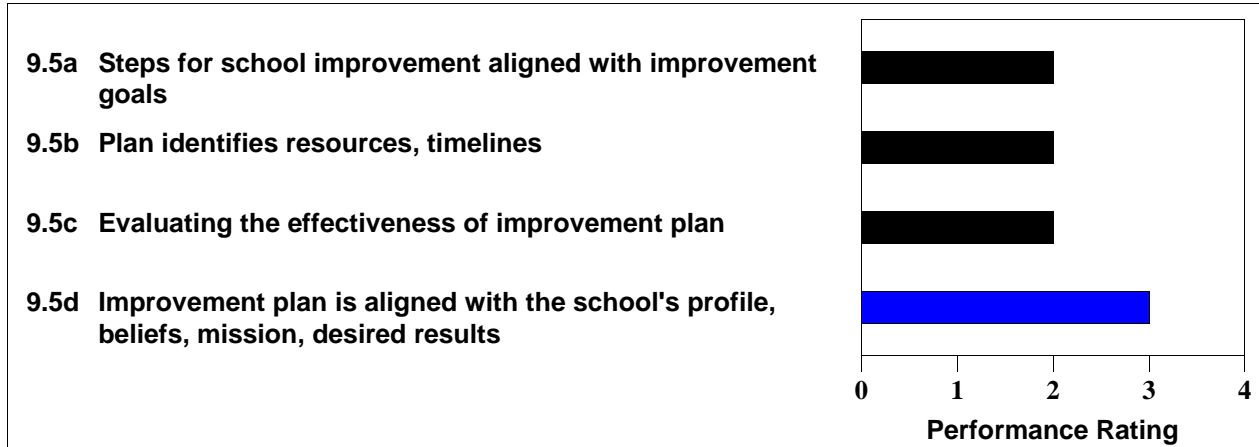 9.5a Steps for school improvement aligned with improvement
goals
9.5b Plan identifies resources, timelines
9.5c Evaluating the effectiveness of improvement plan
9.5d Improvement plan is aligned with the school's profile,
beliefs, mission, desired results
0 1 2 3 4
Performance Rating